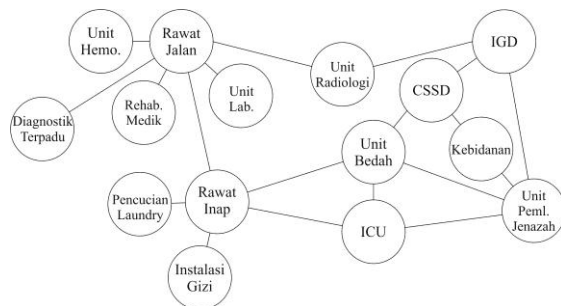 Unit
Hemo.
Rawat
Jalan
IGD
Unit
Radiologi
CSSD
Rehab.
Medik
Unit
Lab.
Diagnostik
Terpadu
Unit
Bedah
Kebidanan
Pencucian
Laundry
Rawat
Inap
Unit
Peml.
Jenazah
ICU
Instalasi
Gizi